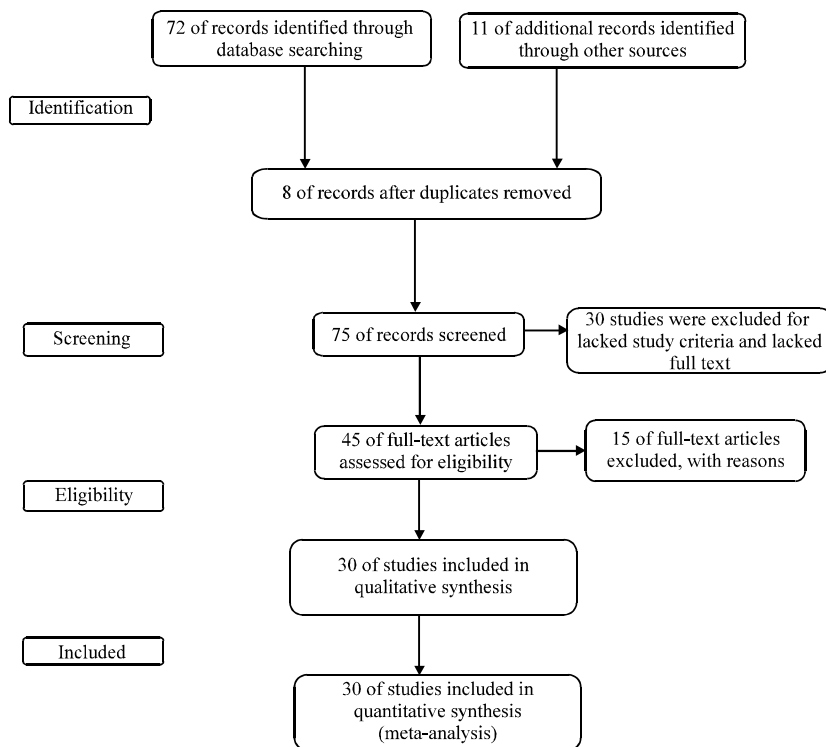 72 of records identified through
database searching
11 of additional records identified
through other sources
Identification
8 of records after duplicates removed
Screening
75 of records screened
30 studies were excluded for
lacked study criteria and lacked
full text
45 of full-text articles
assessed for eligibility
15 of full-text articles
excluded, with reasons
Eligibility
30 of studies included in
qualitative synthesis
Included
30 of studies included in
quantitative synthesis
(meta-analysis)